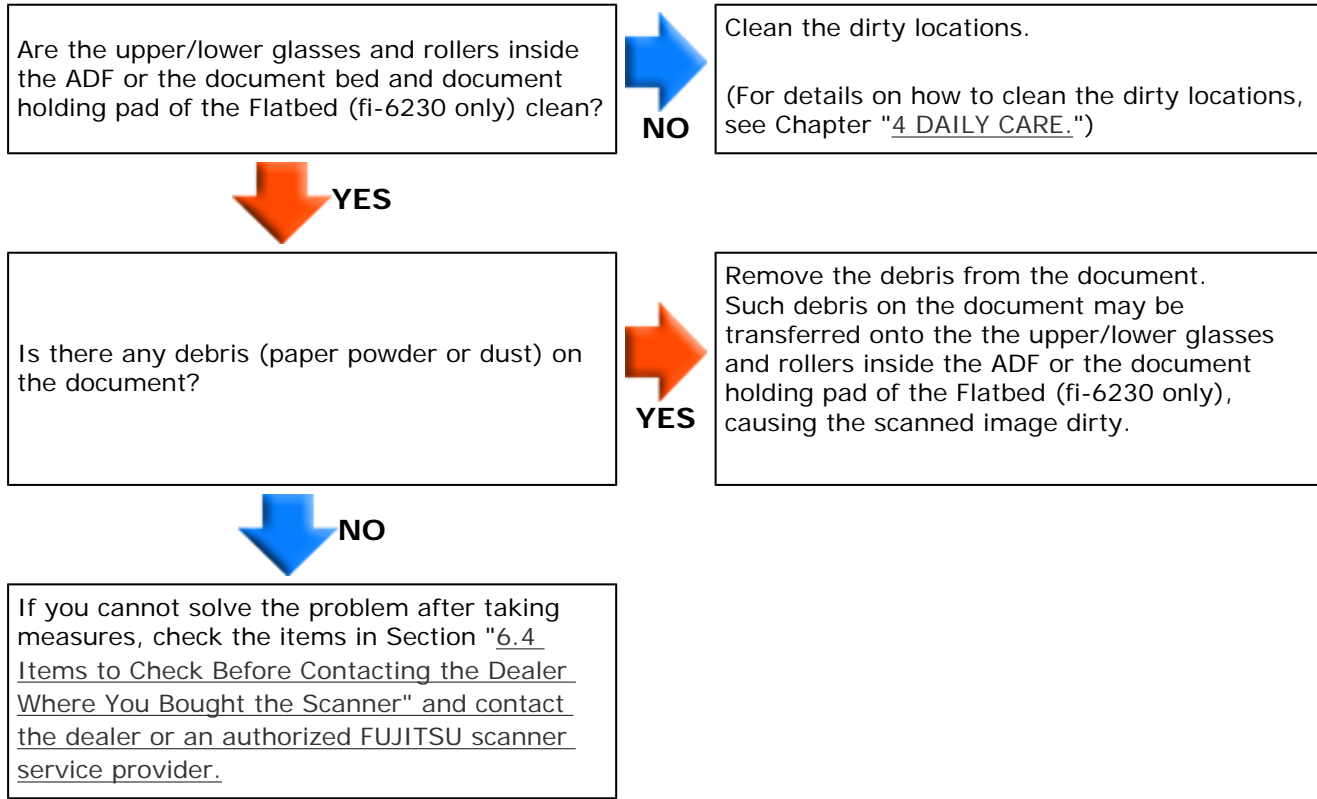 Are the upper/lower glasses and rollers inside
the ADF or the document bed and document
holding pad of the Flatbed (fi-6230 only) clean?
NO
Clean the dirty locations.
(For details on how to clean the dirty locations,
see Chapter "4 DAILY CARE.")
YES
Is there any debris (paper powder or dust) on
the document?
YES
Remove the debris from the document.
Such debris on the document may be
transferred onto the the upper/lower glasses
and rollers inside the ADF or the document
holding pad of the Flatbed (fi-6230 only),
causing the scanned image dirty.
NO
If you cannot solve the problem after taking
measures, check the items in Section "6.4
Items to Check Before Contacting the Dealer
Where You Bought the Scanner" and contact
the dealer or an authorized FUJITSU scanner
service provider.